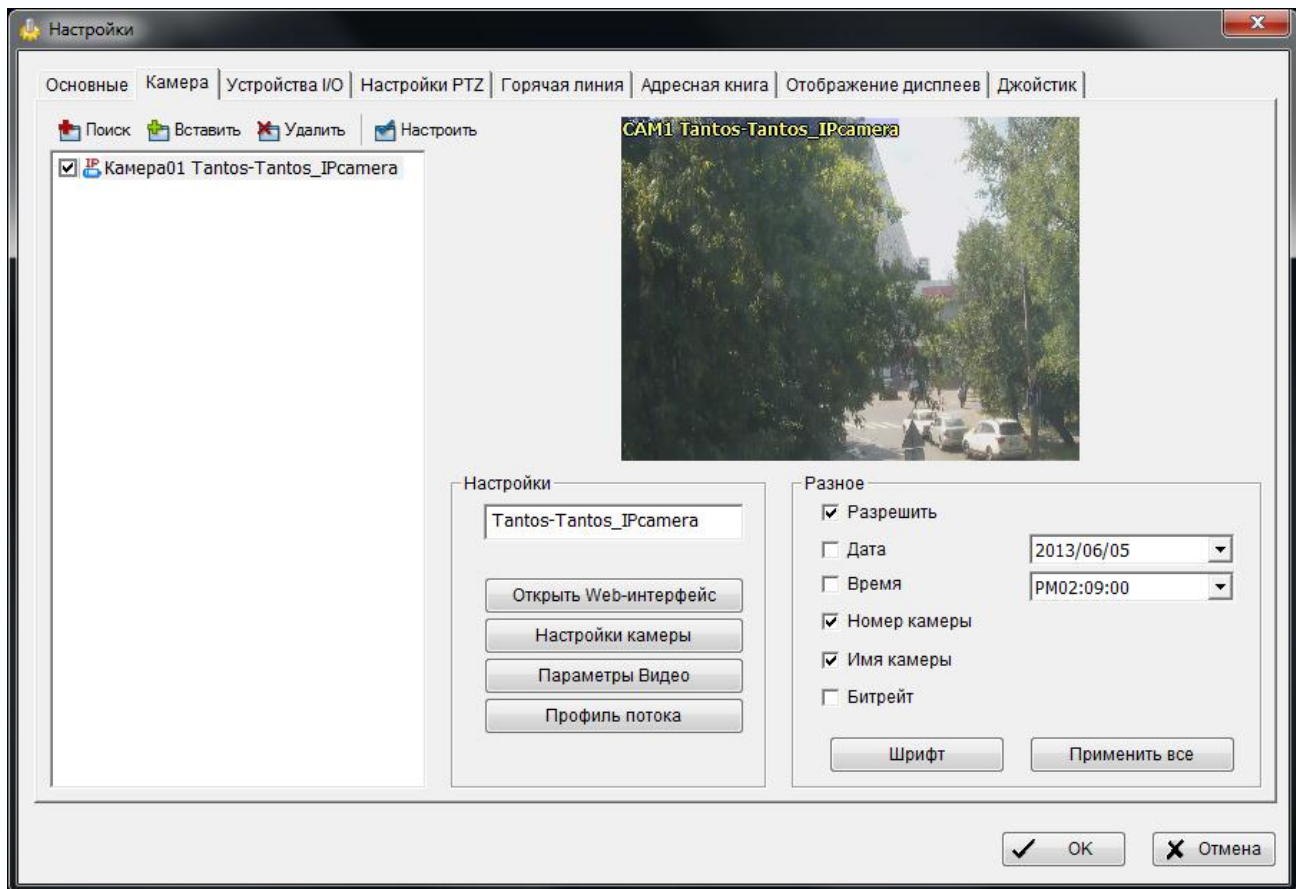 Настройки
Основные Камера Устройства I/O Настройки PTZ Горячая линия Адресная книга Отображение дисплеев Джойстик
Поиск Вставить Удалить Настроить
CAM1 Tantos-Tantos_IPcamera
IP Камера01 Tantos-Tantos_IPcamera
Настройки
Tantos-Tantos_IPcamera
Открыть Web-интерфейс
Настройки камеры
Параметры Видео
Профиль потока
Разное
Разрешить
Дата 2013/06/05
Время PM02:09:00
Номер камеры
Имя камеры
Битрейт
Шрифт Применить все
OK Отмена